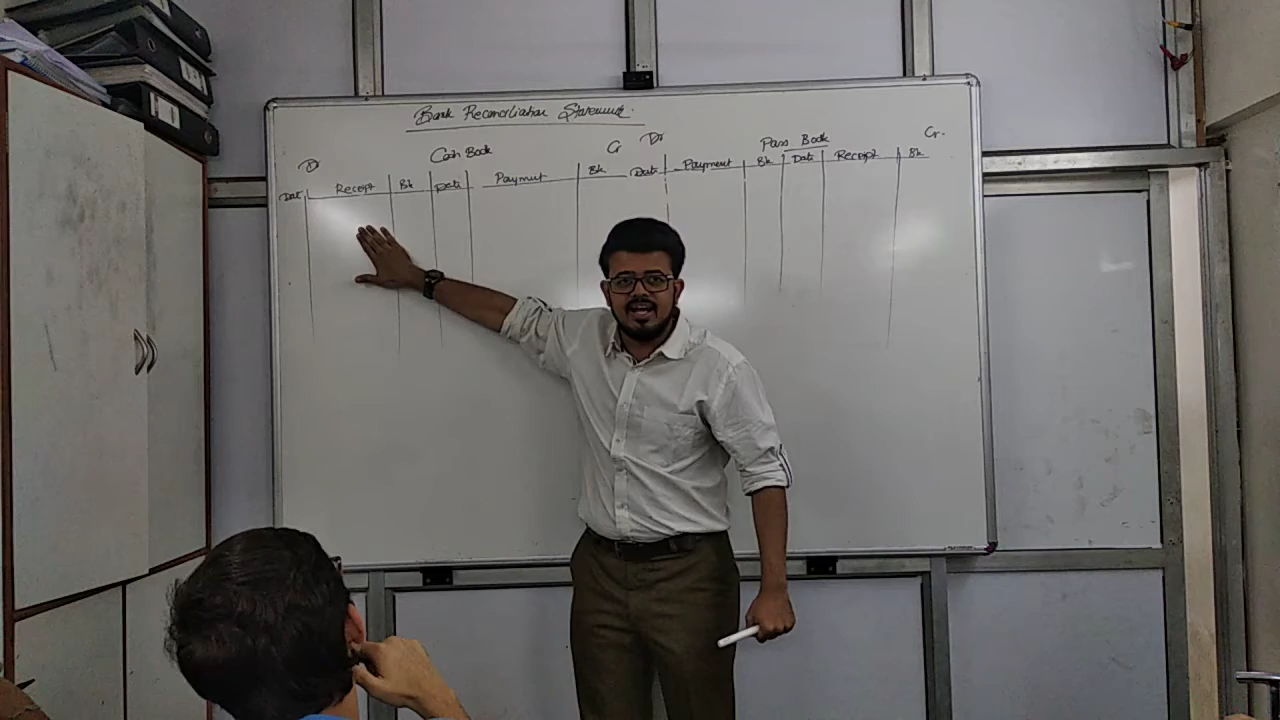 Bank Reconciliation Statement.
Dr Cash Book Cr Dr Pass Book Cr.
Date Receipt Bk Date Payment Bk Date Payment Bk Date Receipt Bk